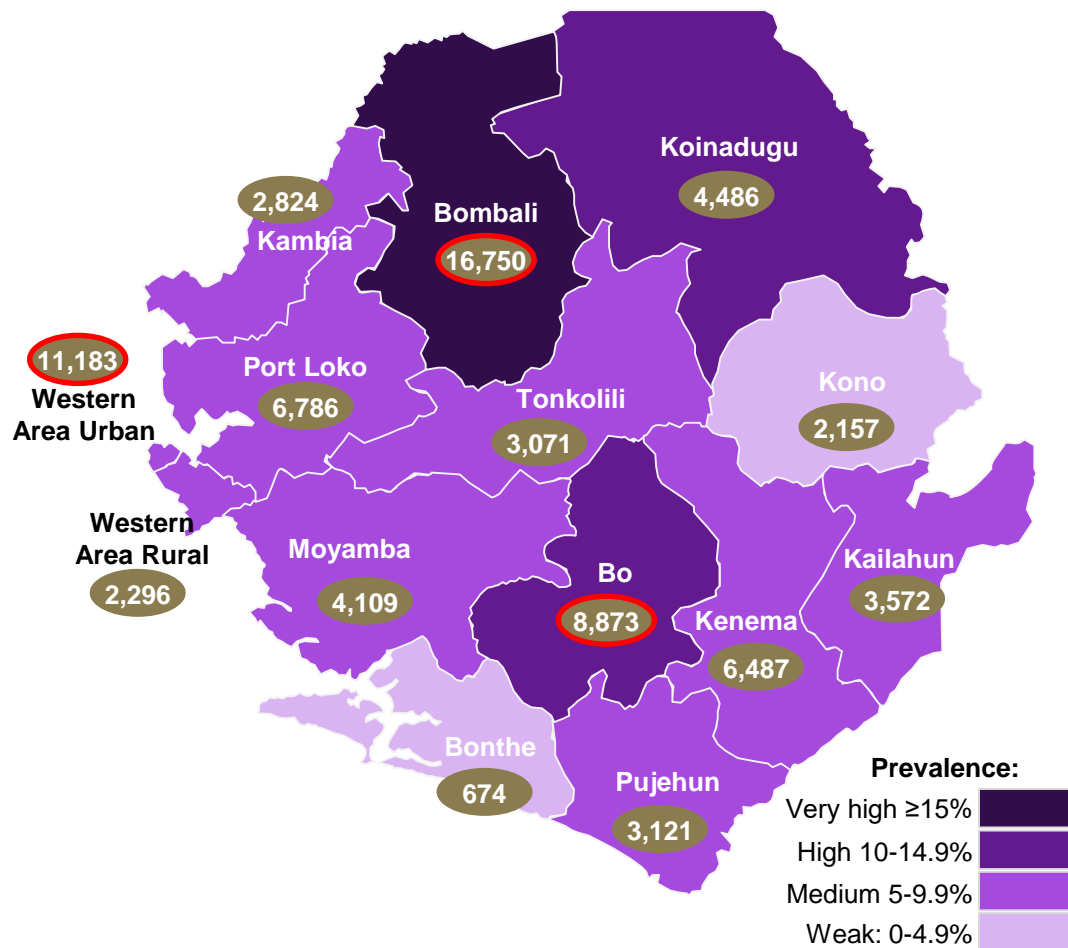 Koinadugu
4,486
2,824
Kambia
Bombali
16,750
11,183
Western
Area Urban
Port Loko
6,786
Tonkolili
3,071
Kono
2,157
Western
Area Rural
2,296
Moyamba
4,109
Bo
8,873
Kenema
6,487
Kailahun
3,572
Bonthe
674
Pujehun
3,121
Prevalence:
Very high ≥15%
High 10-14.9%
Medium 5-9.9%
Weak: 0-4.9%